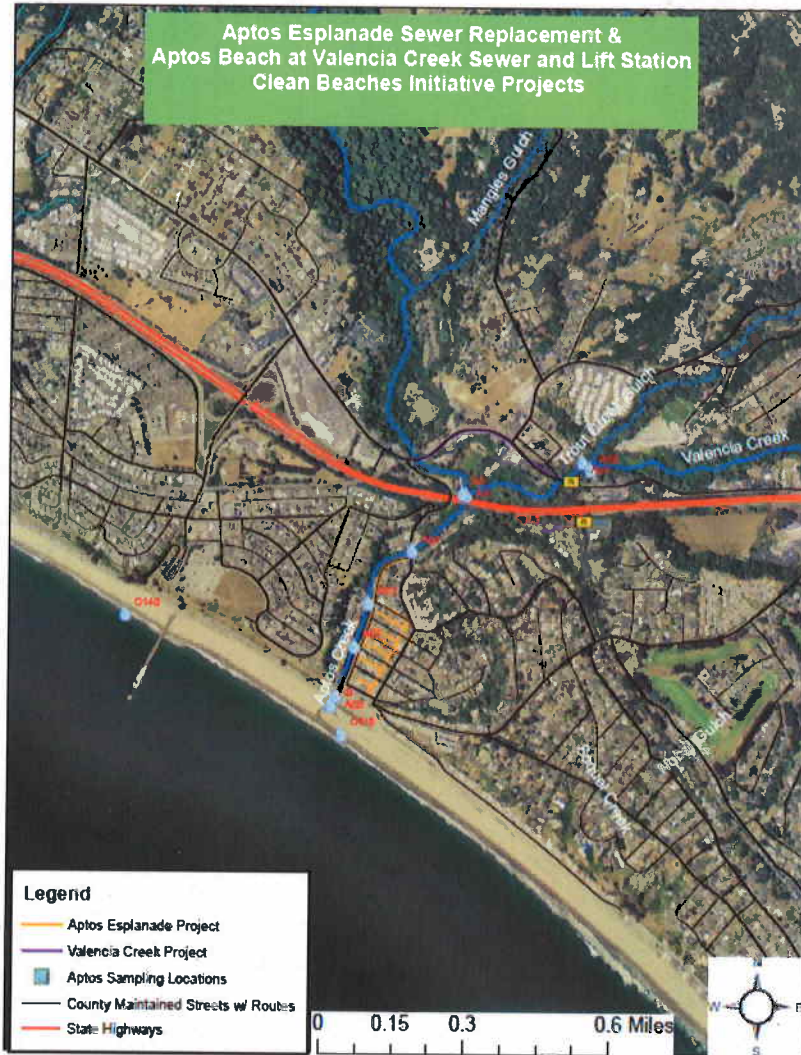 Aptos Esplanade Sewer Replacement &
Aptos Beach at Valencia Creek Sewer and Lift Station
Clean Beaches Initiative Projects
Mangles Gulch
Gulch
Valencia Creek
Aptos Creek
Gulch
Creek
Legend
Aptos Esplanade Project
Valencia Creek Project
Aptos Sampling Locations
County Maintained Streets w/ Routes
State Highways
0 0.15 0.3 0.6 Miles
N
W E
S